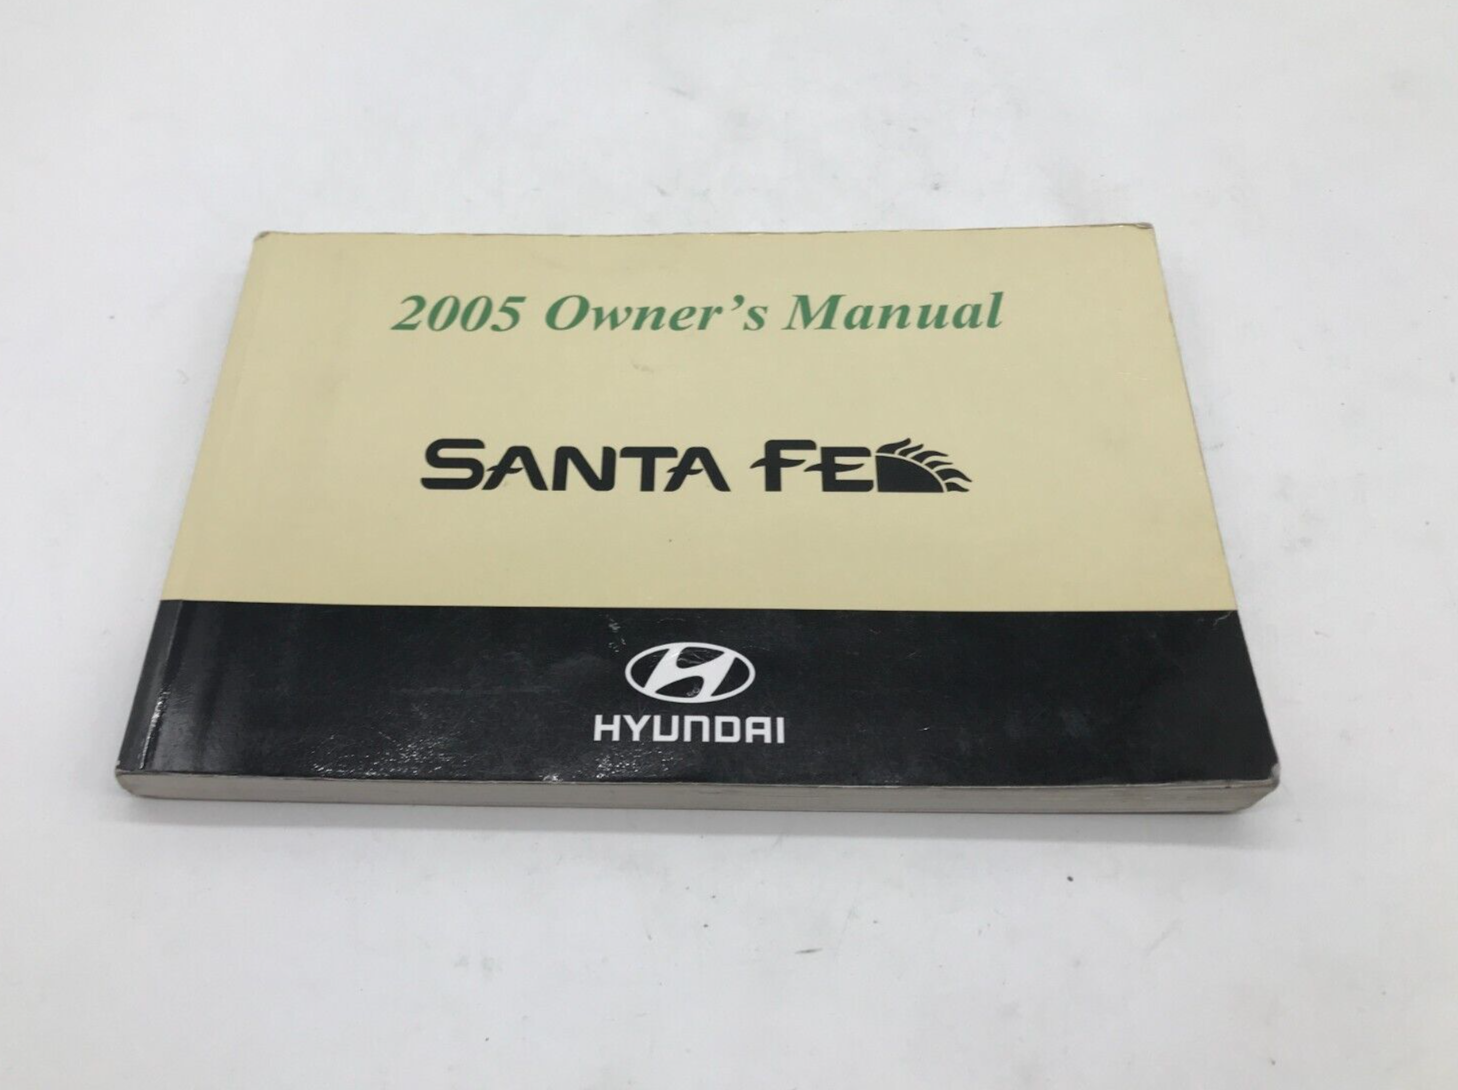 2005 Owner's Manual
SANTA FE
HYUNDAI